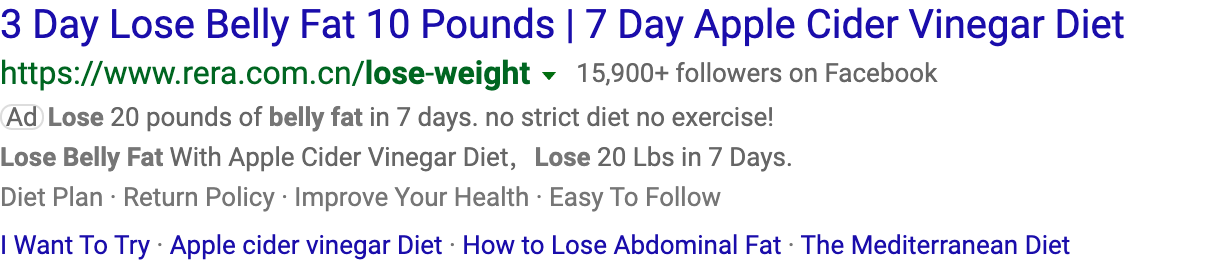 3 Day Lose Belly Fat 10 Pounds | 7 Day Apple Cider Vinegar Diet
https://www.rera.com.cn/lose-weight ▾ 15,900+ followers on Facebook
Ad Lose 20 pounds of belly fat in 7 days. no strict diet no exercise!
Lose Belly Fat With Apple Cider Vinegar Diet， Lose 20 Lbs in 7 Days.
Diet Plan · Return Policy · Improve Your Health · Easy To Follow
I Want To Try · Apple cider vinegar Diet · How to Lose Abdominal Fat · The Mediterranean Diet